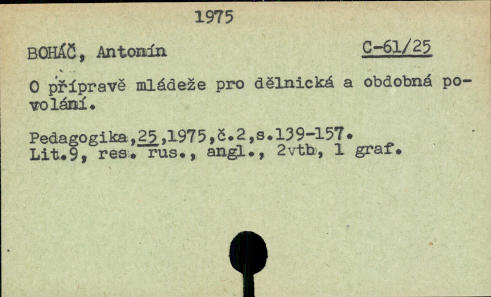 1975
BOHÁČ, Antonín C-61/25
O přípravě mládeže pro dělnická a obdobná po-
volání.
Pedagogika,25,1975,č.2,s.139-157.
Lit.9, res. rus., angl., 2vtb, 1 graf.